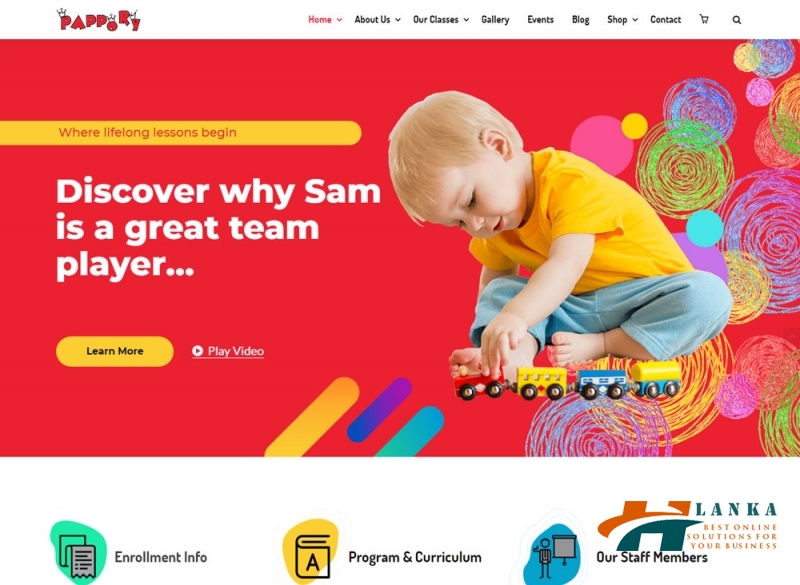 PAPPORY
Home About Us Our Classes Gallery Events Blog Shop Contact
Where lifelong lessons begin
Discover why Sam
is a great team
player...
Learn More
Play Video
Enrollment Info
A
Program & Curriculum
Our Staff Members
H LANKA
BEST ONLINE
SOLUTIONS FOR
YOUR BUSINESS